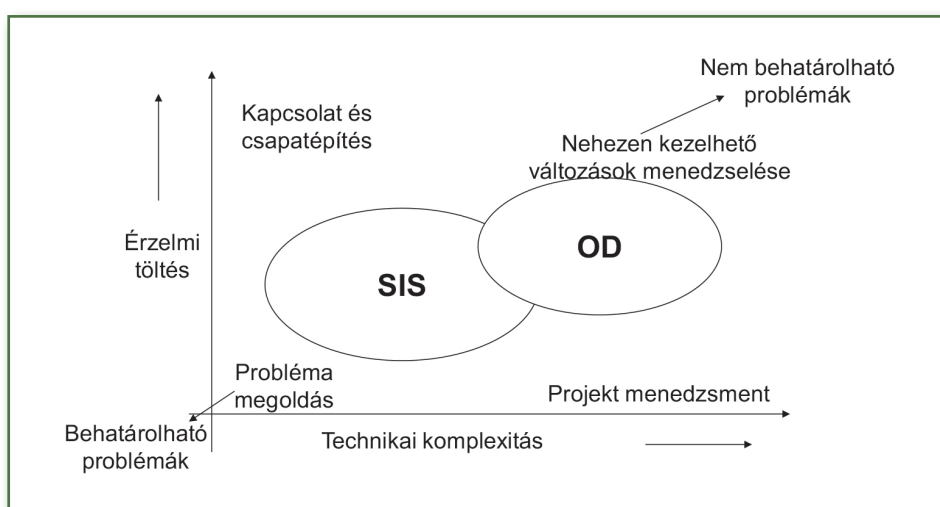 Nem behatárolható
problémák
Kapcsolat és
csapatépítés
Nehezen kezelhető
változások menedzselése
Érzelmi
töltés
OD
SIS
Probléma
megoldás
Projekt menedzsment
Behatárolható
problémák
Technikai komplexitás